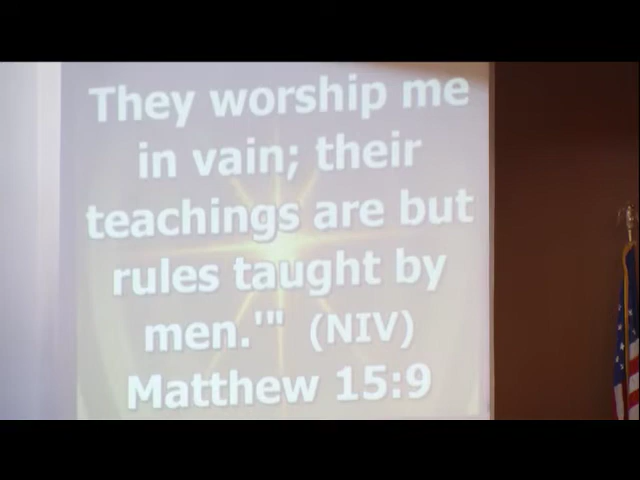 They worship me
in vain; their
teachings are but
rules taught by
men.'" (NIV)
Matthew 15:9